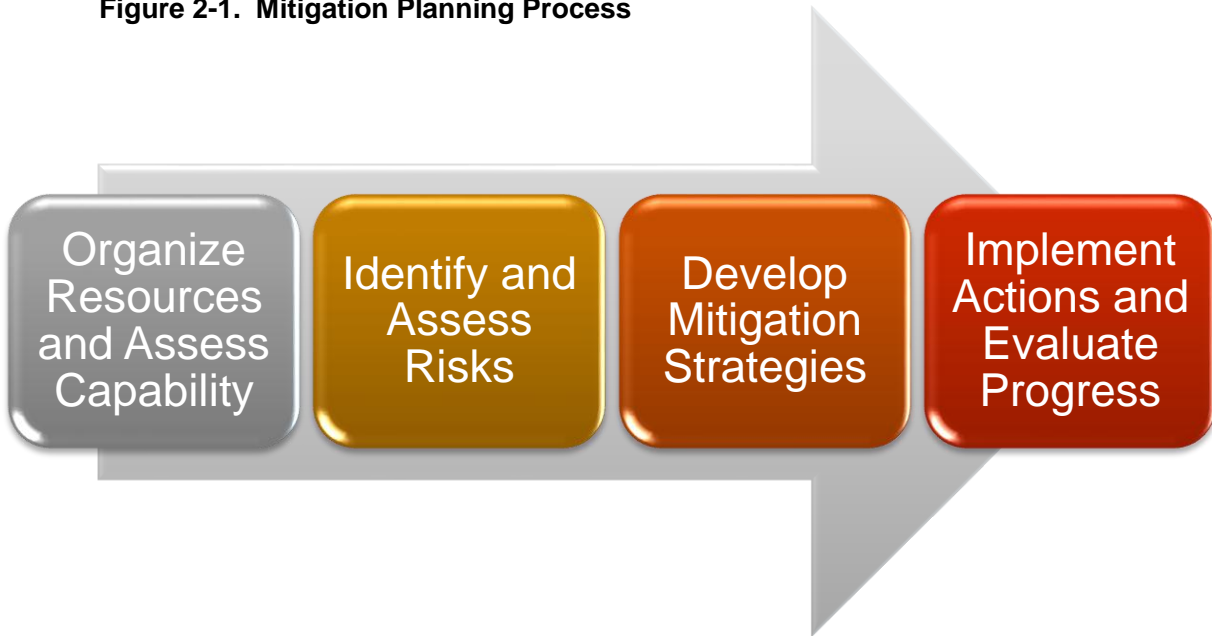 Figure 2-1. Mitigation Planning Process
Organize
Resources
and Assess
Capability
Identify and
Assess
Risks
Develop
Mitigation
Strategies
Implement
Actions and
Evaluate
Progress